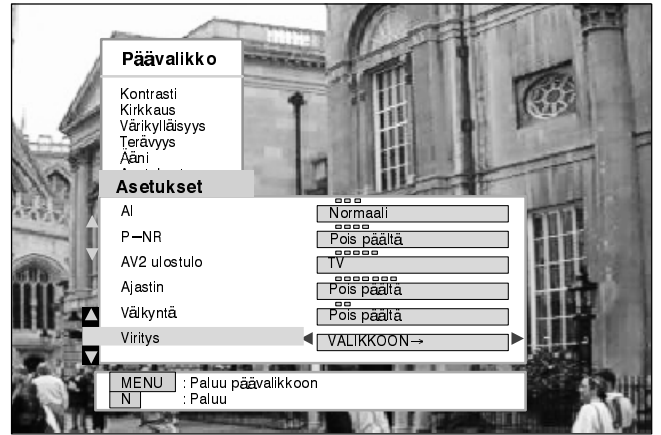 Päävalikko
Kontrasti
Kirkkaus
Värikylläisyys
Terävyys
Ääni
Asetukset
AI Normaali
P-NR Pois päältä
AV2 ulostulo TV
Ajastin Pois päältä
Välkyntä Pois päältä
Viritys VALIKKOON→
MENU : Paluu päävalikkoon
N : Paluu